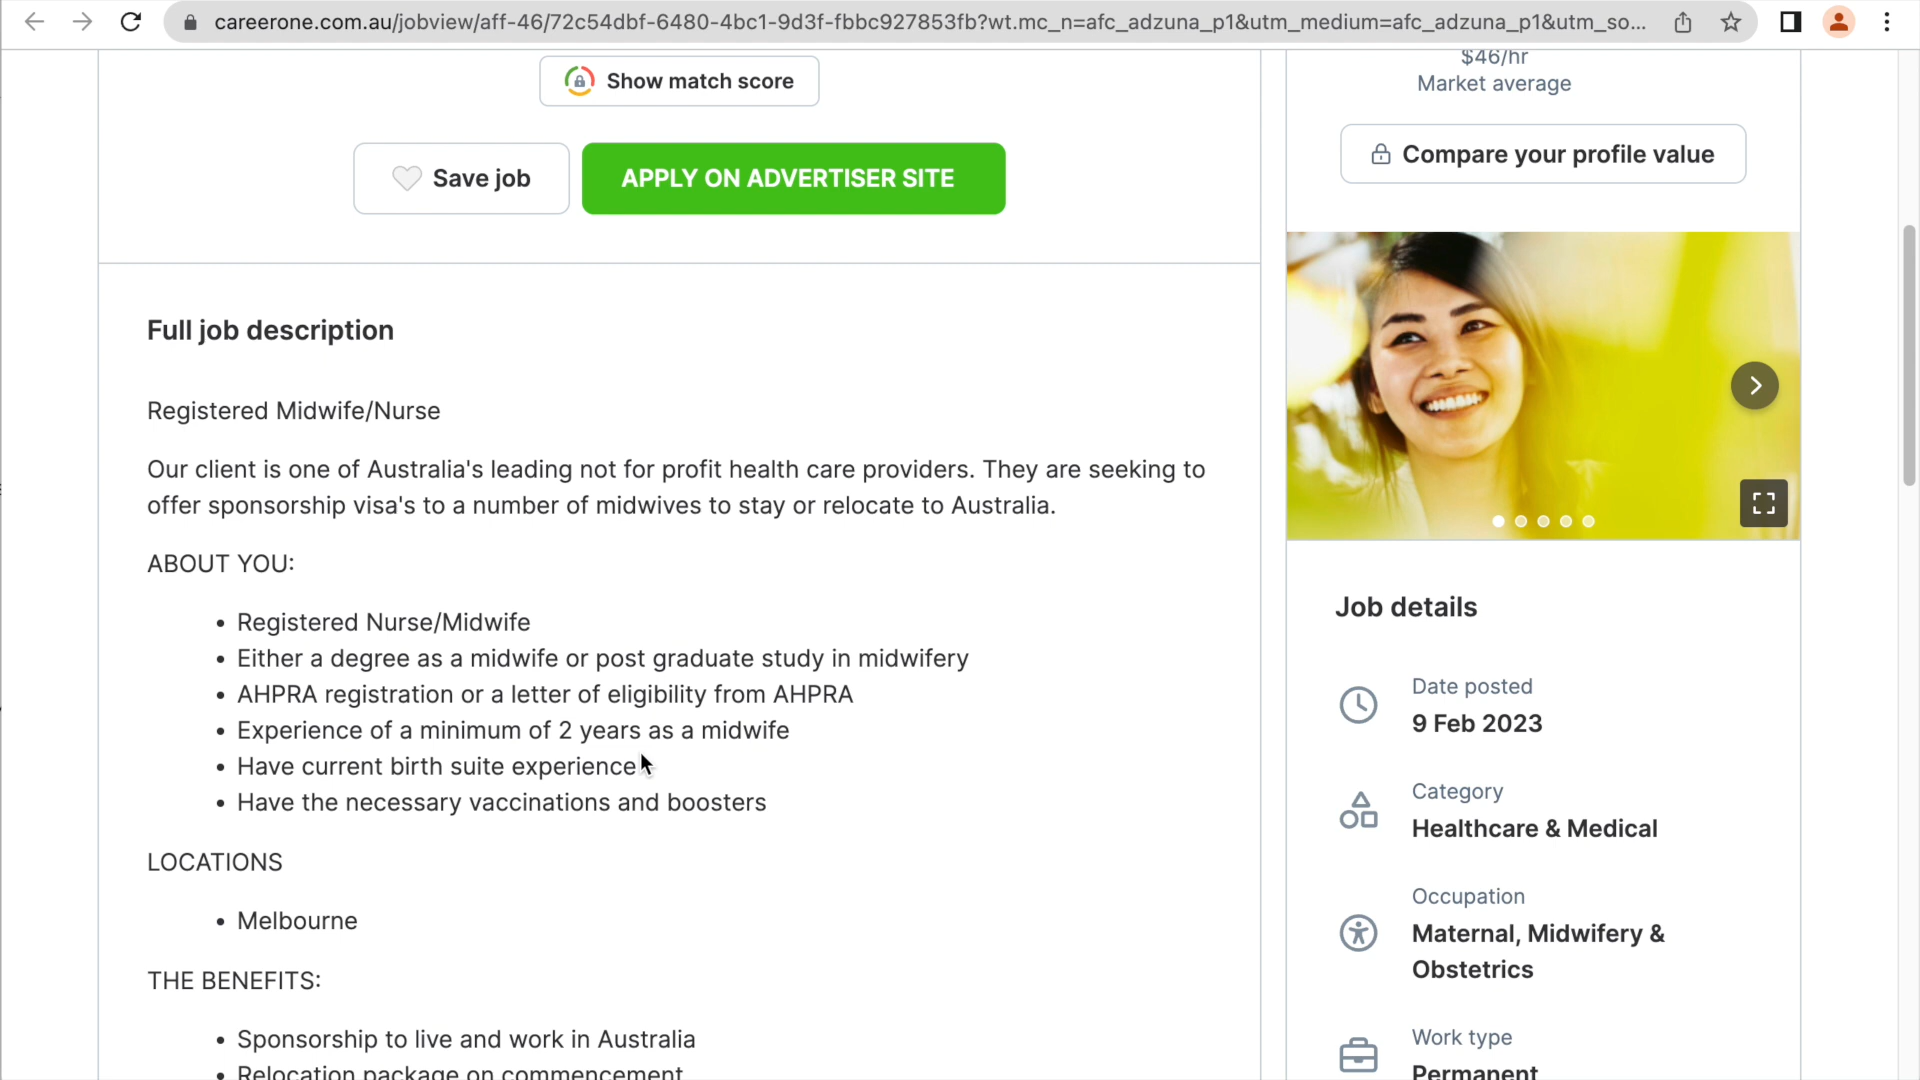 careerone.com.au/jobview/aff-46/72c54dbf-6480-4bc1-9d3f-fbbc927853fb?wt.mc_n=afc_adzuna_p1&utm_medium=afc_adzuna_p1&utm_so...
Show match score
Save job
APPLY ON ADVERTISER SITE
Full job description
Registered Midwife/Nurse
Our client is one of Australia's leading not for profit health care providers. They are seeking to
offer sponsorship visa's to a number of midwives to stay or relocate to Australia.
ABOUT YOU:
• Registered Nurse/Midwife
• Either a degree as a midwife or post graduate study in midwifery
• AHPRA registration or a letter of eligibility from AHPRA
• Experience of a minimum of 2 years as a midwife
• Have current birth suite experience
• Have the necessary vaccinations and boosters
LOCATIONS
• Melbourne
THE BENEFITS:
• Sponsorship to live and work in Australia
• Relocation package on commencement
$46/hr
Market average
Compare your profile value
Job details
Date posted
9 Feb 2023
Category
Healthcare & Medical
Occupation
Maternal, Midwifery &
Obstetrics
Work type
Permanent